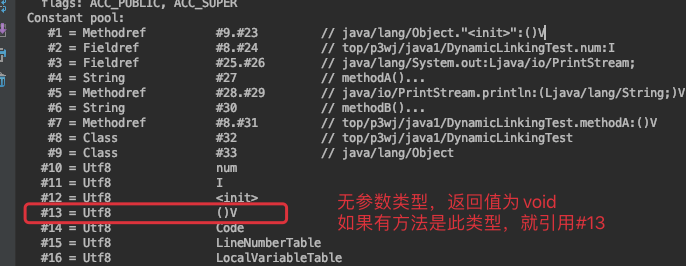 flags: ACC_PUBLIC, ACC_SUPER
Constant pool:
#1 = Methodref #9.#23 // java/lang/Object."<init>":()V
#2 = Fieldref #8.#24 // top/p3wj/java1/DynamicLinkingTest.num:I
#3 = Fieldref #25.#26 // java/lang/System.out:Ljava/io/PrintStream;
#4 = String #27 // methodA()...
#5 = Methodref #28.#29 // java/io/PrintStream.println:(Ljava/lang/String;)V
#6 = String #30 // methodB()...
#7 = Methodref #8.#31 // top/p3wj/java1/DynamicLinkingTest.methodA:()V
#8 = Class #32 // top/p3wj/java1/DynamicLinkingTest
#9 = Class #33 // java/lang/Object
#10 = Utf8 num
#11 = Utf8 I
#12 = Utf8 <init>
#13 = Utf8 ()V
#14 = Utf8 Code
#15 = Utf8 LineNumberTable
#16 = Utf8 LocalVariableTable
无参数类型，返回值为void
如果有方法是此类型，就引用#13